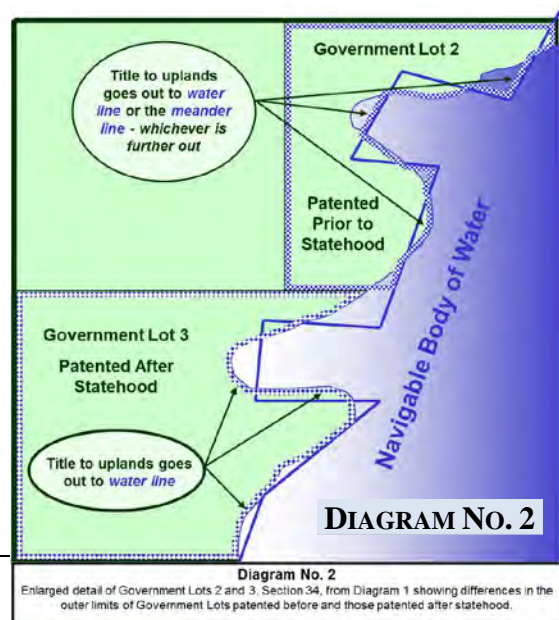 Government Lot 2
Title to uplands
goes out to water
line or the meander
line - whichever is
further out
Patented
Prior to
Statehood
Navigable Body of Water
Government Lot 3
Patented After
Statehood
Title to uplands goes
out to water line
DIAGRAM NO. 2
Diagram No. 2
Enlarged detail of Government Lots 2 and 3, Section 34, from Diagram 1 showing differences in the
outer limits of Government Lots patented before and those patented after statehood.